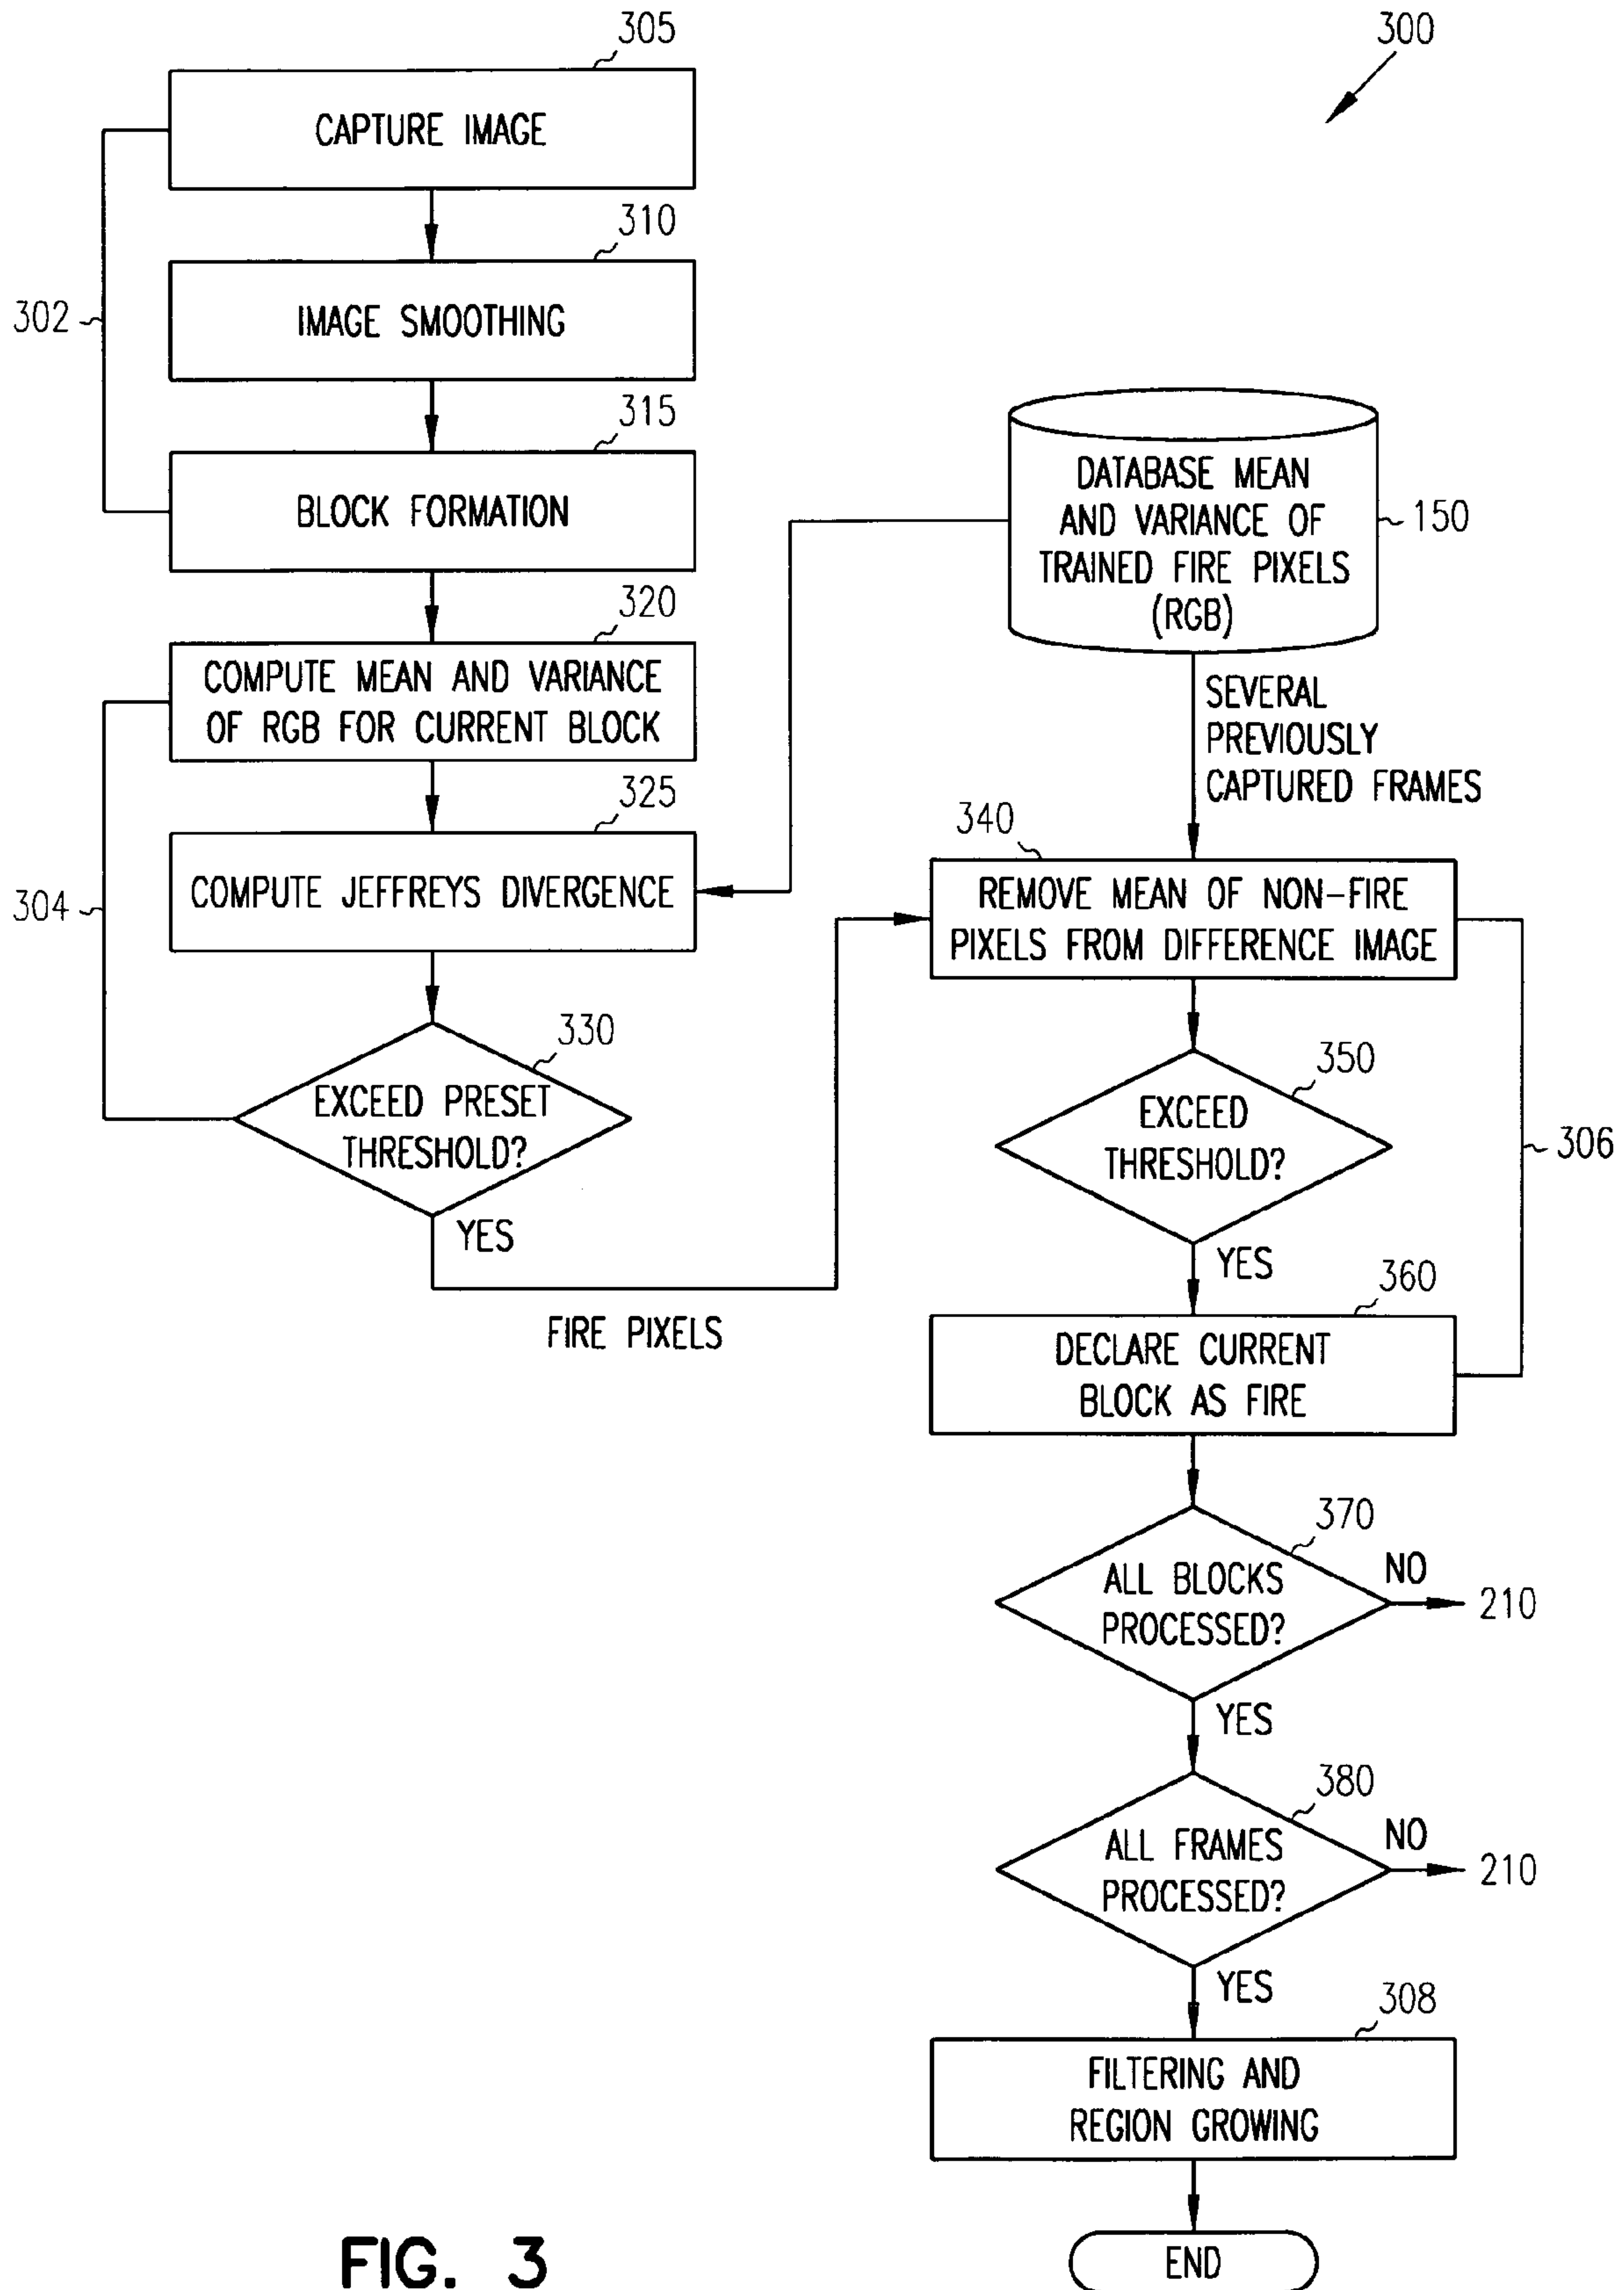 305
300
CAPTURE IMAGE
310
302
IMAGE SMOOTHING
315
BLOCK FORMATION
DATABASE MEAN
AND VARIANCE OF
TRAINED FIRE PIXELS
(RGB)
150
320
COMPUTE MEAN AND VARIANCE
OF RGB FOR CURRENT BLOCK
SEVERAL
PREVIOUSLY
CAPTURED FRAMES
325
304
COMPUTE JEFFREYS DIVERGENCE
340
REMOVE MEAN OF NON-FIRE
PIXELS FROM DIFFERENCE IMAGE
330
EXCEED PRESET
THRESHOLD?
YES
FIRE PIXELS
350
EXCEED
THRESHOLD?
306
YES
360
DECLARE CURRENT
BLOCK AS FIRE
370
ALL BLOCKS
PROCESSED?
NO
210
YES
380
ALL FRAMES
PROCESSED?
NO
210
YES
308
FILTERING AND
REGION GROWING
END
FIG. 3